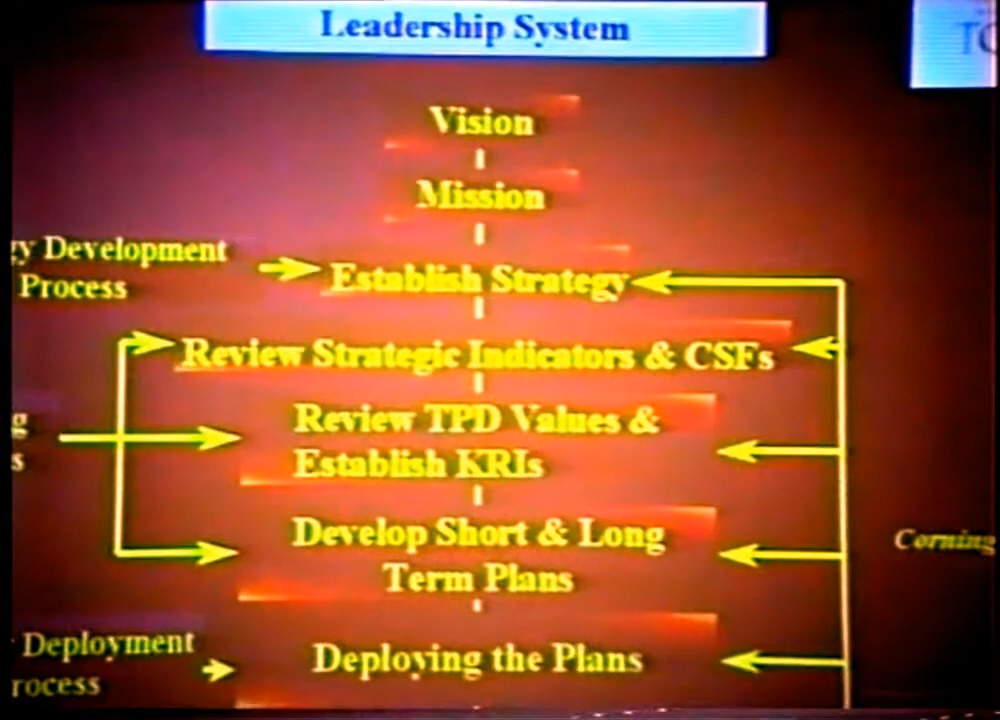 Leadership System
Vision
Mission
Development
Process
Establish Strategy
Review Strategic Indicators & CSFs
Review TPD Values &
Establish KRIs
Develop Short & Long
Term Plans
Corning
Deployment
Deploying the Plans